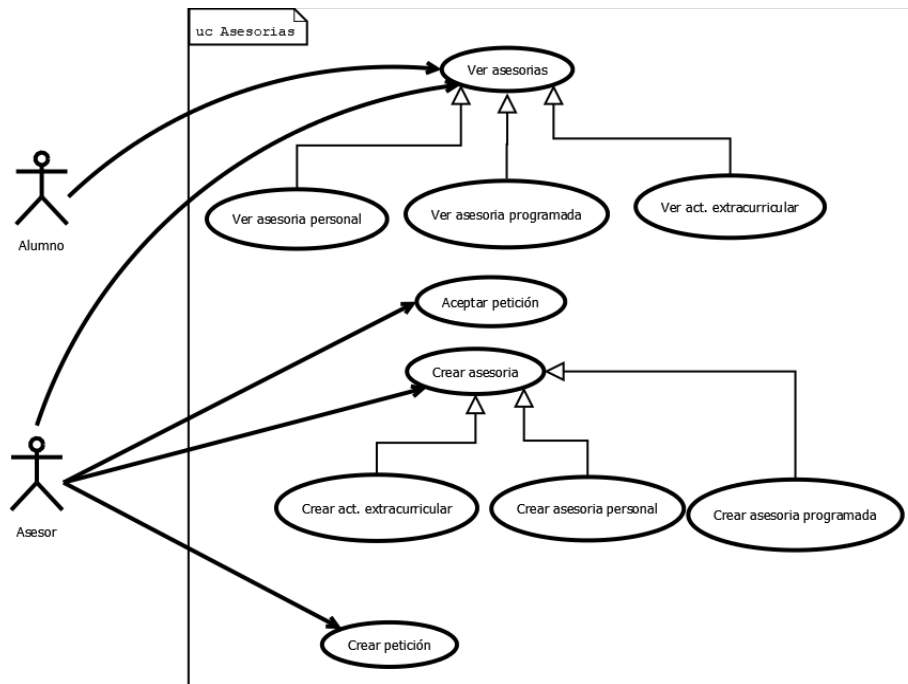 uc Asesorias
Ver asesorias
Ver asesoria personal
Ver asesoria programada
Ver act. extracurricular
Alumno
Aceptar petición
Crear asesoria
Crear act. extracurricular
Crear asesoria personal
Crear asesoria programada
Asesor
Crear petición